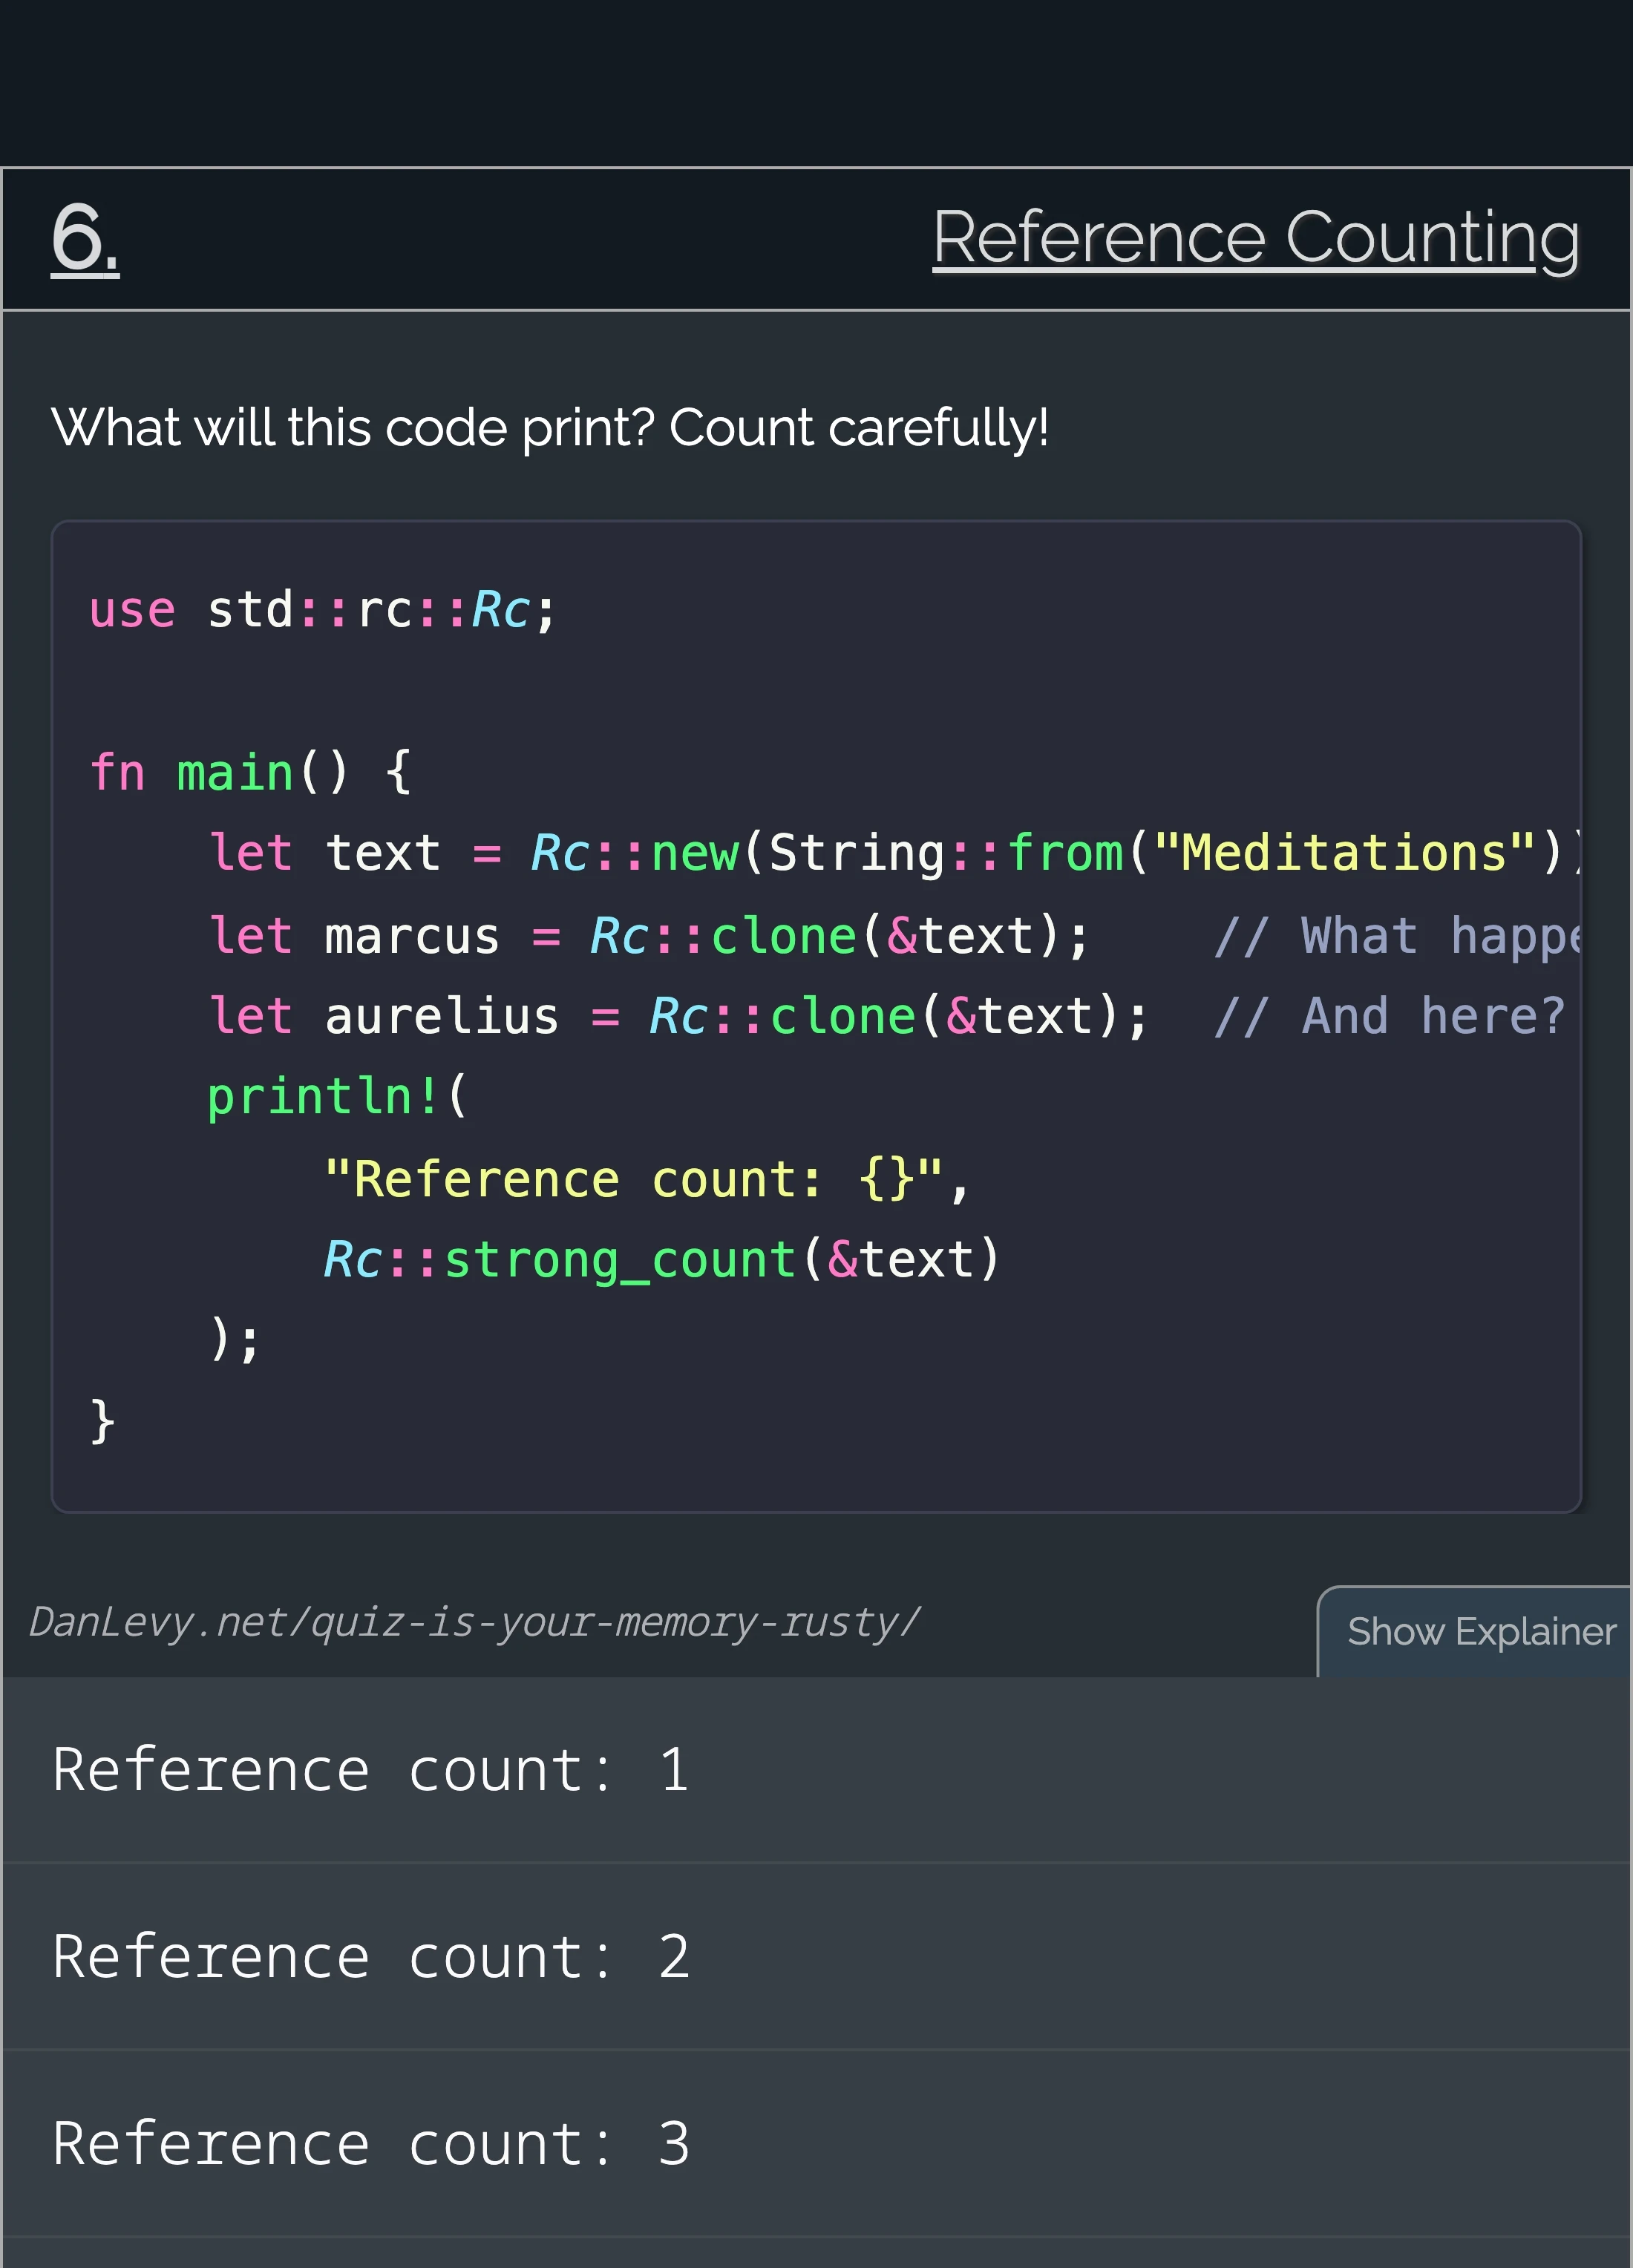 6.
Reference Counting
What will this code print? Count carefully!
use std::rc::Rc;
fn main() {
    let text = Rc::new(String::from("Meditations"))
    let marcus = Rc::clone(&text);    // What happe
    let aurelius = Rc::clone(&text);  // And here?
    println!(
        "Reference count: {}",
        Rc::strong_count(&text)
    );
}
DanLevy.net/quiz-is-your-memory-rusty/
Show Explainer
Reference count: 1
Reference count: 2
Reference count: 3